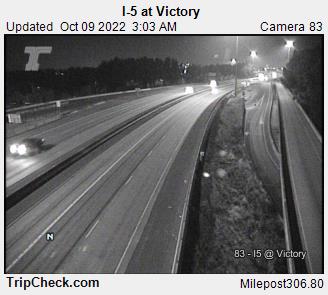 I-5 at Victory
Updated Oct 09 2022 3:03 AM Camera 83
T
N
83 - I5 @ Victory
TripCheck.com Milepost306.80